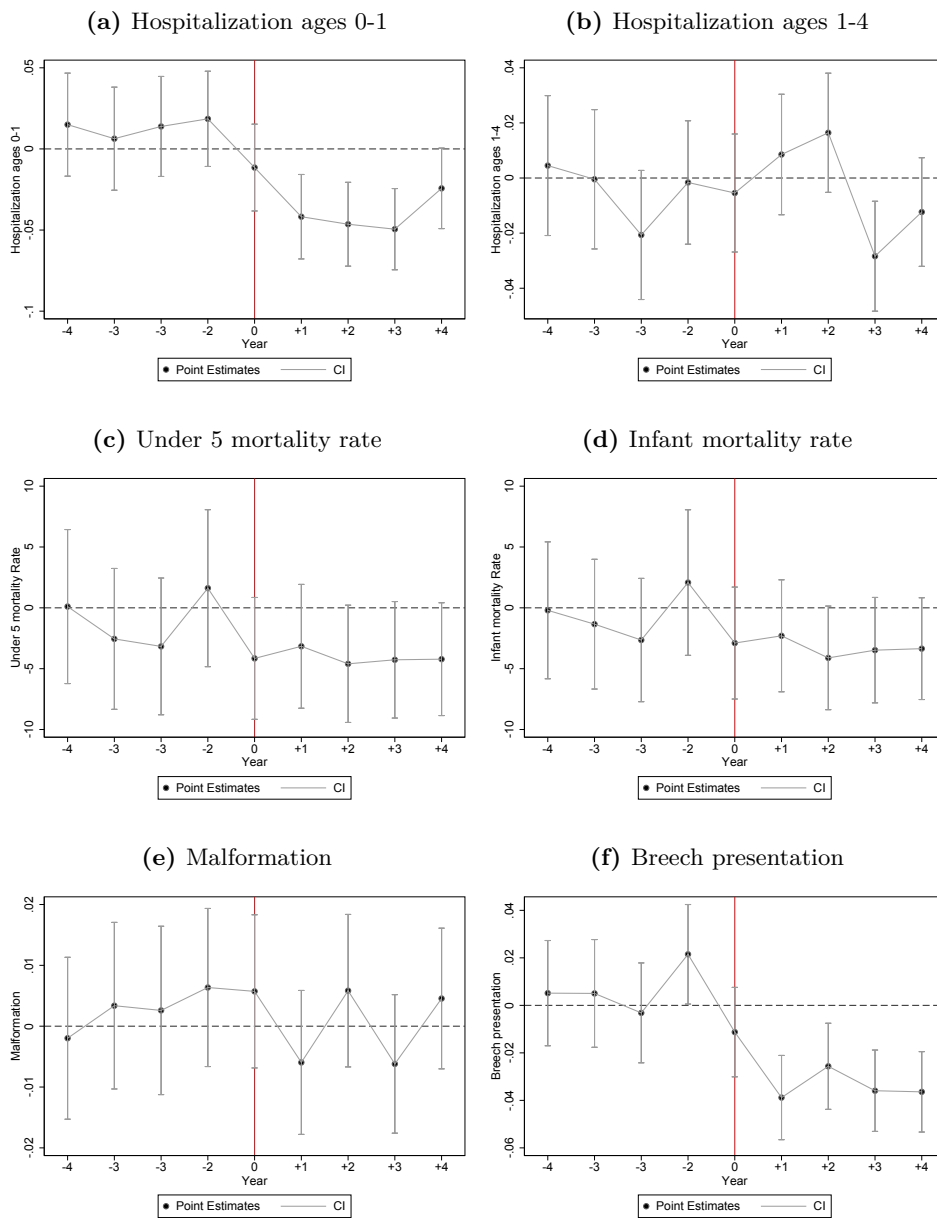 (a) Hospitalization ages 0-1
(b) Hospitalization ages 1-4
Hospitalization ages 0-1
.05
0
-.05
-.1
-4 -3 -3 -2 0 +1 +2 +3 +4
Year
Point Estimates CI
Hospitalization ages 1-4
.04
.02
0
-.02
-.04
-4 -3 -3 -2 0 +1 +2 +3 +4
Year
Point Estimates CI
(c) Under 5 mortality rate
(d) Infant mortality rate
Under 5 mortality Rate
10
5
0
-5
-10
-4 -3 -3 -2 0 +1 +2 +3 +4
Year
Point Estimates CI
Infant mortality Rate
10
5
0
-5
-10
-4 -3 -3 -2 0 +1 +2 +3 +4
Year
Point Estimates CI
(e) Malformation
(f) Breech presentation
Malformation
.02
.01
0
-.01
-.02
-4 -3 -3 -2 0 +1 +2 +3 +4
Year
Point Estimates CI
Breech presentation
.04
.02
0
-.02
-.04
-.06
-4 -3 -3 -2 0 +1 +2 +3 +4
Year
Point Estimates CI